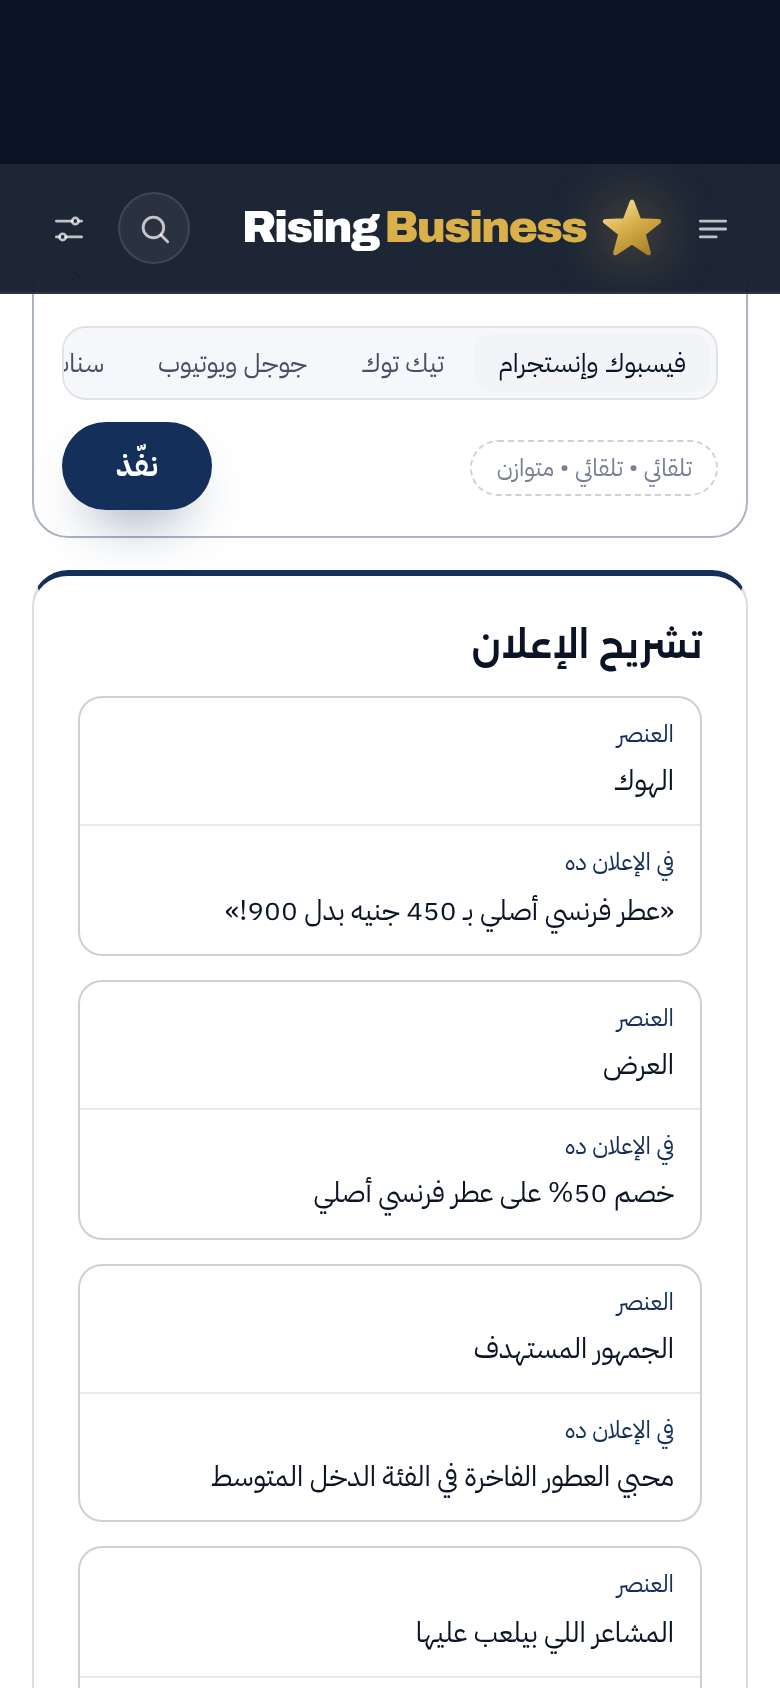 Rising Business
فيسبوك وإنستجرام تيك توك جوجل ويوتيوب
تلقائي • تلقائي • متوازن نفّذ
تشريح الإعلان
العنصر
الهوك
في الإعلان ده
«عطر فرنسي أصلي بـ 450 جنيه بدل 900!»
العنصر
العرض
في الإعلان ده
خصم 50% على عطر فرنسي أصلي
العنصر
الجمهور المستهدف
في الإعلان ده
محبي العطور الفاخرة في الفئة الدخل المتوسط
العنصر
المشاعر اللي بيلعب عليها